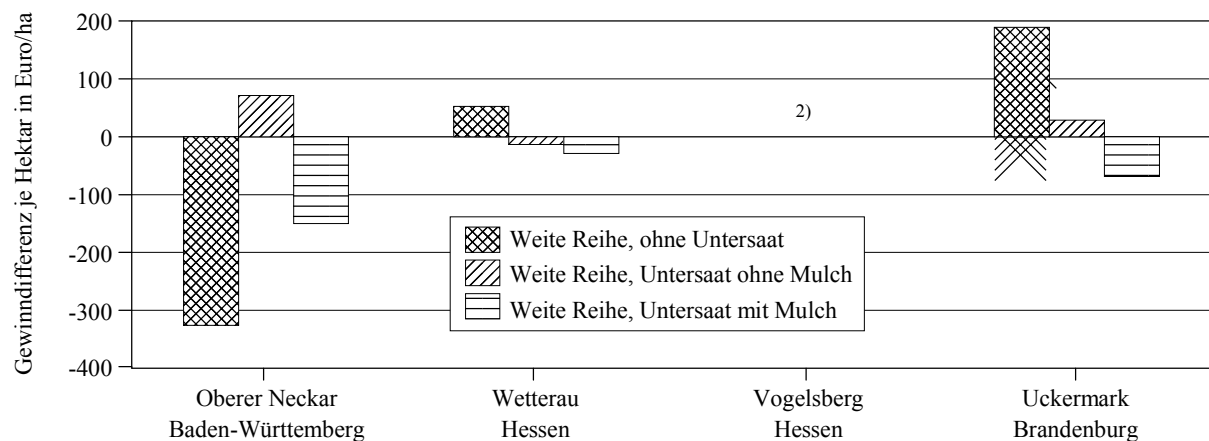 Gewinndifferenz je Hektar in Euro/ha
200
100
0
-100
-200
-300
-400
2)
Weite Reihe, ohne Untersaat
Weite Reihe, Untersaat ohne Mulch
Weite Reihe, Untersaat mit Mulch
Oberer Neckar
Baden-Württemberg
Wetterau
Hessen
Vogelsberg
Hessen
Uckermark
Brandenburg